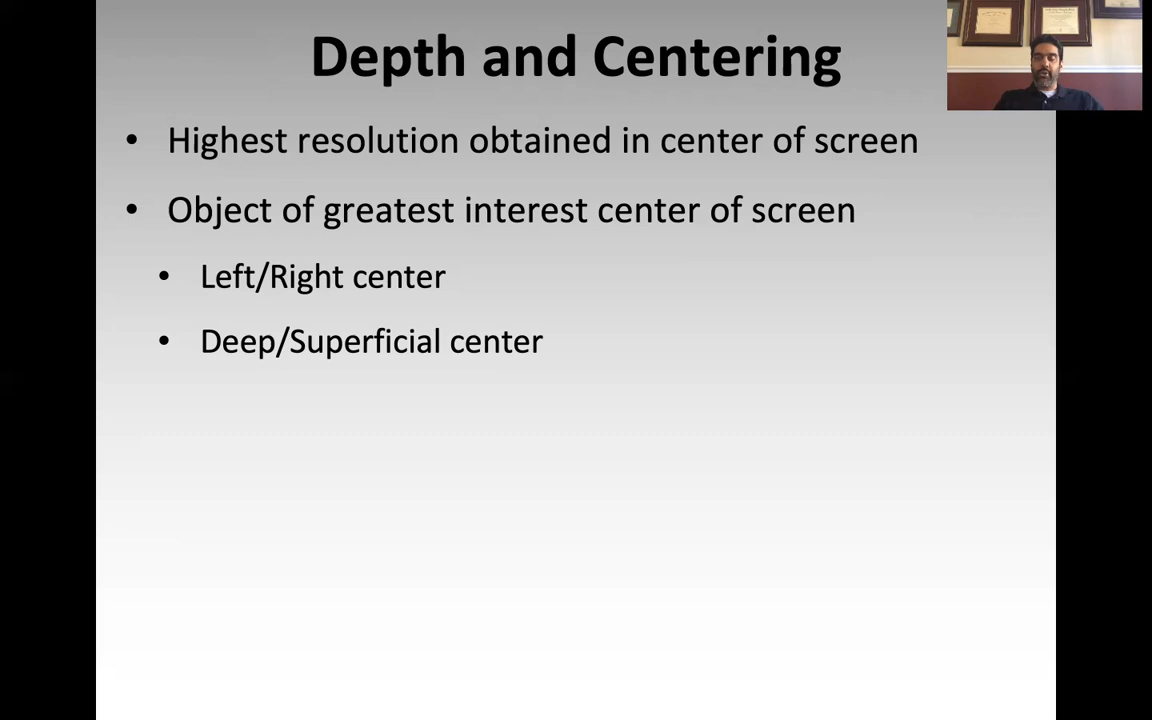 Depth and Centering
• Highest resolution obtained in center of screen
• Object of greatest interest center of screen
• Left/Right center
• Deep/Superficial center